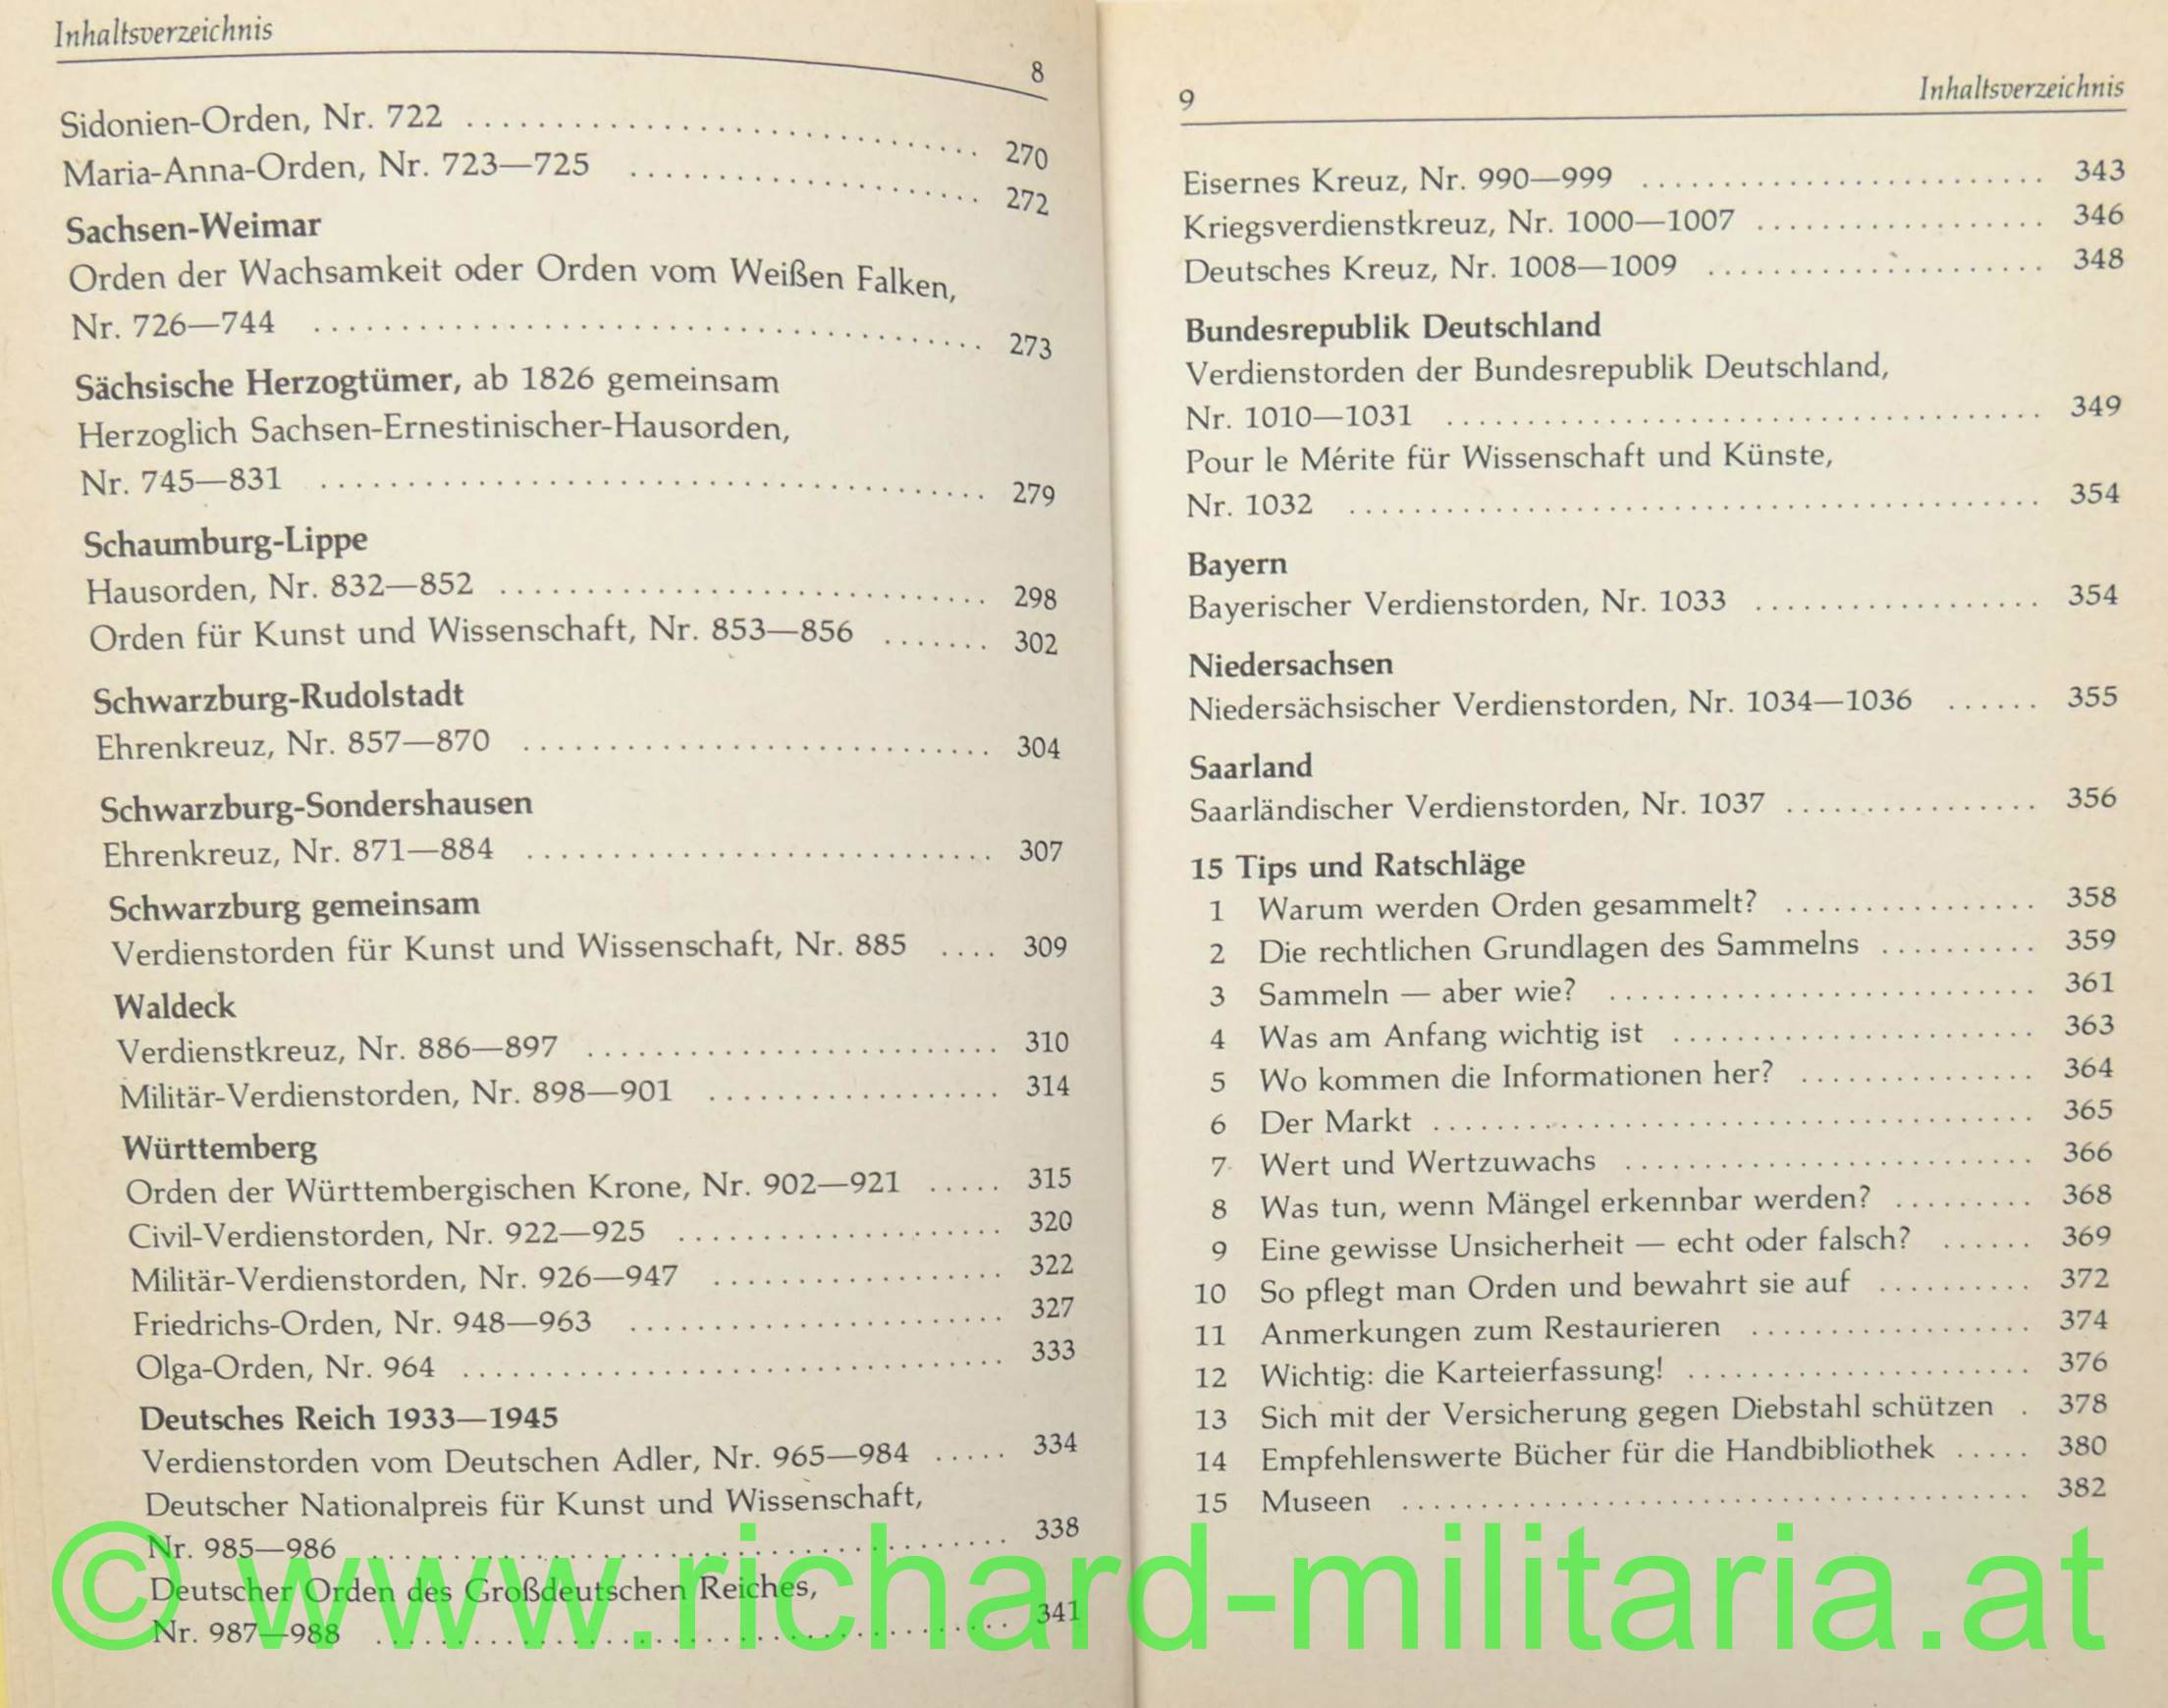 Inhaltsverzeichnis
8
Sidonien-Orden, Nr. 722 .......... 270
Maria-Anna-Orden, Nr. 723—725 .......... 272
Sachsen-Weimar
Orden der Wachsamkeit oder Orden vom Weißen Falken,
Nr. 726—744 .......... 273
Sächsische Herzogtümer, ab 1826 gemeinsam
Herzoglich Sachsen-Ernestinischer-Hausorden,
Nr. 745—831 .......... 279
Schaumburg-Lippe
Hausorden, Nr. 832—852 .......... 298
Orden für Kunst und Wissenschaft, Nr. 853—856 ....... 302
Schwarzburg-Rudolstadt
Ehrenkreuz, Nr. 857—870 .......... 304
Schwarzburg-Sondershausen
Ehrenkreuz, Nr. 871—884 .......... 307
Schwarzburg gemeinsam
Verdienstorden für Kunst und Wissenschaft, Nr. 885 .... 309
Waldeck
Verdienstkreuz, Nr. 886—897 .......... 310
Militär-Verdienstorden, Nr. 898—901 .......... 314
Württemberg
Orden der Württembergischen Krone, Nr. 902—921 ..... 315
Civil-Verdienstorden, Nr. 922—925 .......... 320
Militär-Verdienstorden, Nr. 926—947 .......... 322
Friedrichs-Orden, Nr. 948—963 .......... 327
Olga-Orden, Nr. 964 .......... 333
Deutsches Reich 1933—1945
Verdienstorden vom Deutschen Adler, Nr. 965—984 ..... 334
Deutscher Nationalpreis für Kunst und Wissenschaft,
Nr. 985—986 .......... 338
Deutscher Orden des Großdeutschen Reiches,
Nr. 987—988 .......... 341
9
Inhaltsverzeichnis
Eisernes Kreuz, Nr. 990—999 .......... 343
Kriegsverdienstkreuz, Nr. 1000—1007 .......... 346
Deutsches Kreuz, Nr. 1008—1009 .......... 348
Bundesrepublik Deutschland
Verdienstorden der Bundesrepublik Deutschland,
Nr. 1010—1031 .......... 349
Pour le Mérite für Wissenschaft und Künste,
Nr. 1032 .......... 354
Bayern
Bayerischer Verdienstorden, Nr. 1033 .......... 354
Niedersachsen
Niedersächsischer Verdienstorden, Nr. 1034—1036 ...... 355
Saarland
Saarländischer Verdienstorden, Nr. 1037 .......... 356
15 Tips und Ratschläge
1 Warum werden Orden gesammelt? .......... 358
2 Die rechtlichen Grundlagen des Sammelns .......... 359
3 Sammeln — aber wie? .......... 361
4 Was am Anfang wichtig ist .......... 363
5 Wo kommen die Informationen her? .......... 364
6 Der Markt .......... 365
7 Wert und Wertzuwachs .......... 366
8 Was tun, wenn Mängel erkennbar werden? ......... 368
9 Eine gewisse Unsicherheit — echt oder falsch? ...... 369
10 So pflegt man Orden und bewahrt sie auf .......... 372
11 Anmerkungen zum Restaurieren .......... 374
12 Wichtig: die Karteierfassung! .......... 376
13 Sich mit der Versicherung gegen Diebstahl schützen . 378
14 Empfehlenswerte Bücher für die Handbibliothek ..... 380
15 Museen .......... 382
© www.richard-militaria.at